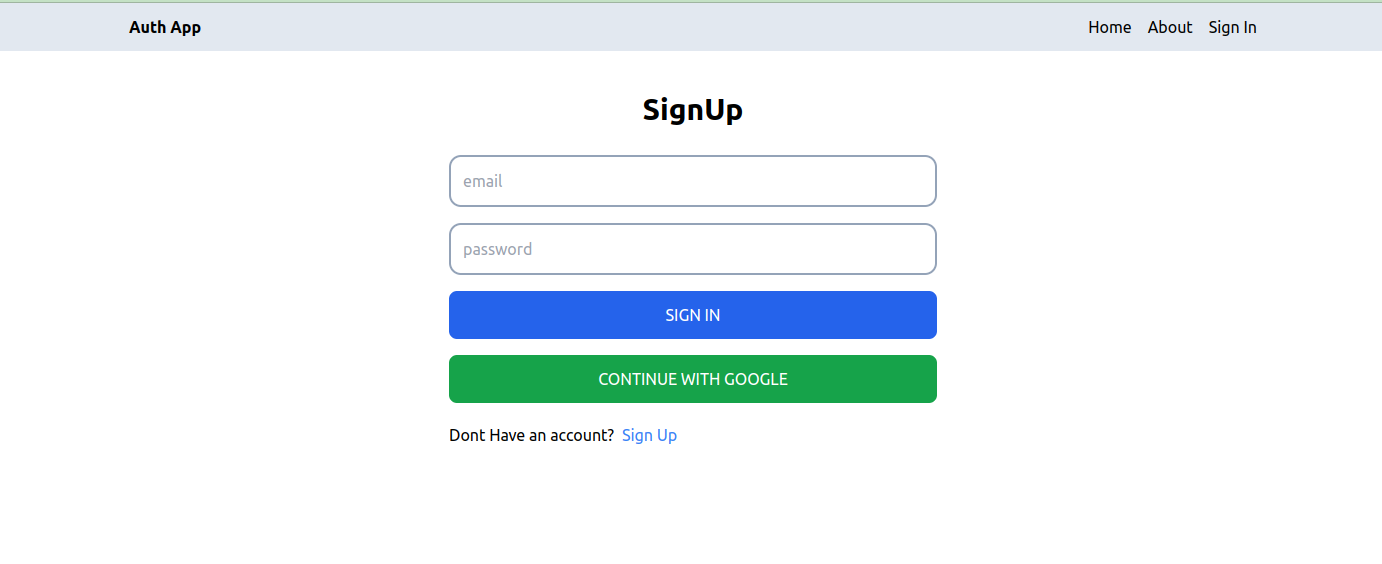 Auth App Home About Sign In
SignUp
email
password
SIGN IN
CONTINUE WITH GOOGLE
Dont Have an account? Sign Up